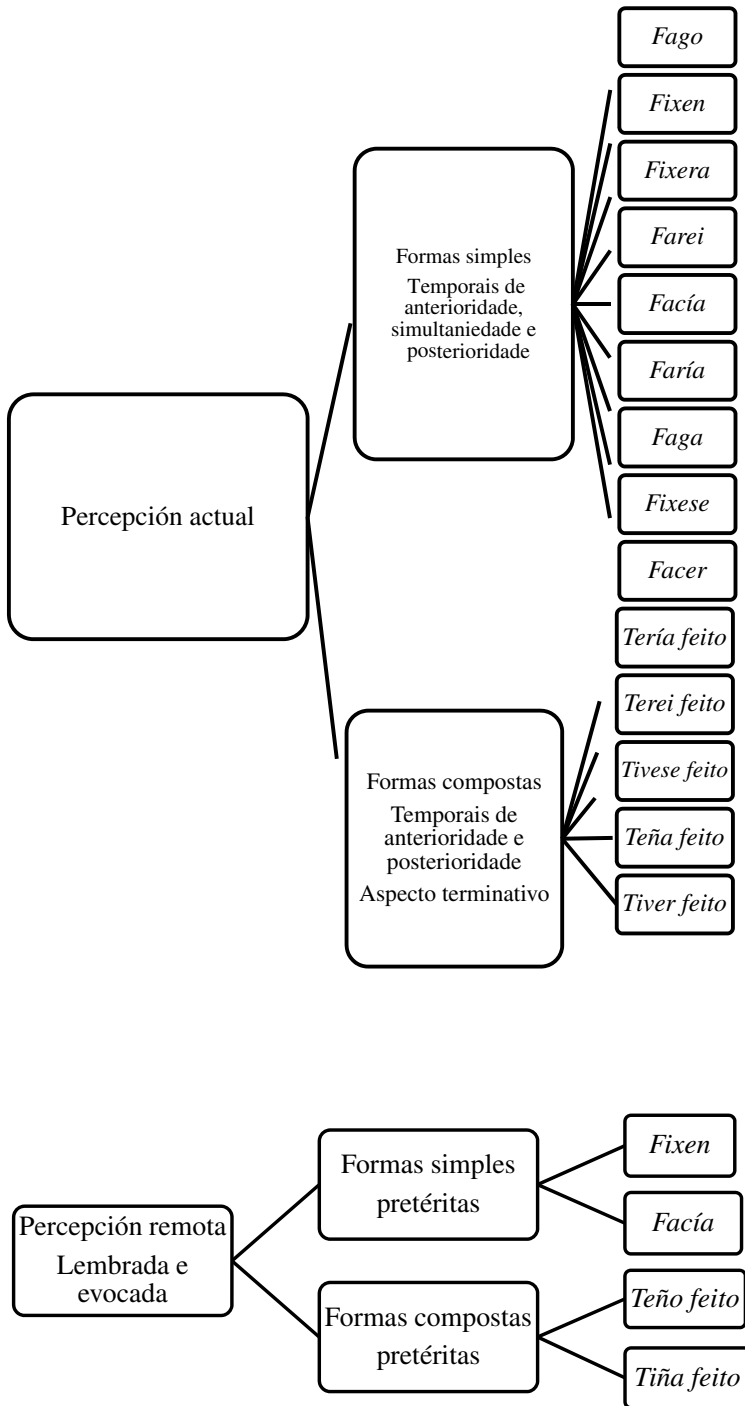 Percepción actual
Formas simples
Temporais de
anterioridade,
simultaniedade e
posterioridade
Fago
Fixen
Fixera
Farei
Facía
Faría
Faga
Fixese
Facer
Formas compostas
Temporais de
anterioridade e
posterioridade
Aspecto terminativo
Tería feito
Terei feito
Tivese feito
Teña feito
Tiver feito
Percepción remota
Lembrada e
evocada
Formas simples
pretéritas
Fixen
Facía
Formas compostas
pretéritas
Teño feito
Tiña feito